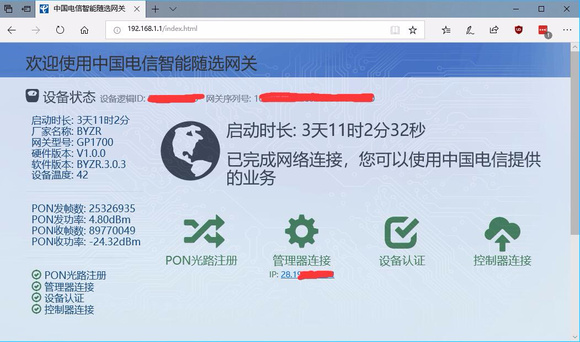 中国电信智能随选网关
192.168.1.1/index.html
欢迎使用中国电信智能随选网关
设备状态 设备逻辑ID: 网关序列号: 1
启动时长: 3天11时2分
厂家名称: BYZR
网关型号: GP1700
硬件版本: V1.0.0
软件版本: BYZR.3.0.3
设备温度: 42
PON发帧数: 25326935
PON发功率: 4.80dBm
PON收帧数: 89770049
PON收功率: -24.32dBm
PON光路注册
管理器连接
设备认证
控制器连接
启动时长: 3天11时2分32秒
已完成网络连接，您可以使用中国电信提供
的业务
PON光路注册
管理器连接
IP: 28.19
设备认证
控制器连接